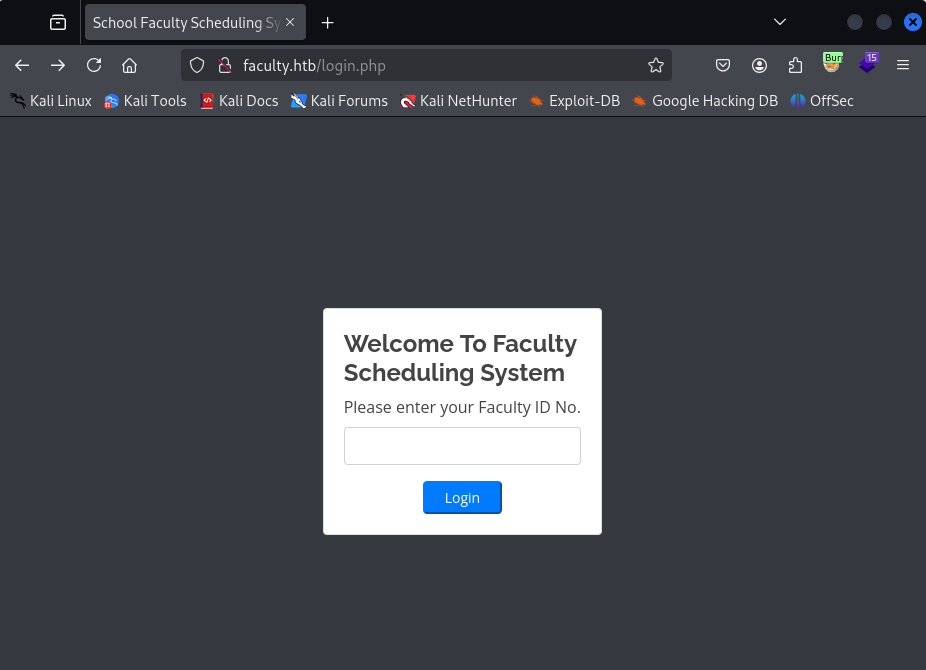 School Faculty Scheduling Sy
faculty.htb/login.php
Burr
15
Kali Linux
Kali Tools
Kali Docs
Kali Forums
Kali NetHunter
Exploit-DB
Google Hacking DB
OffSec
Welcome To Faculty
Scheduling System
Please enter your Faculty ID No.
Login